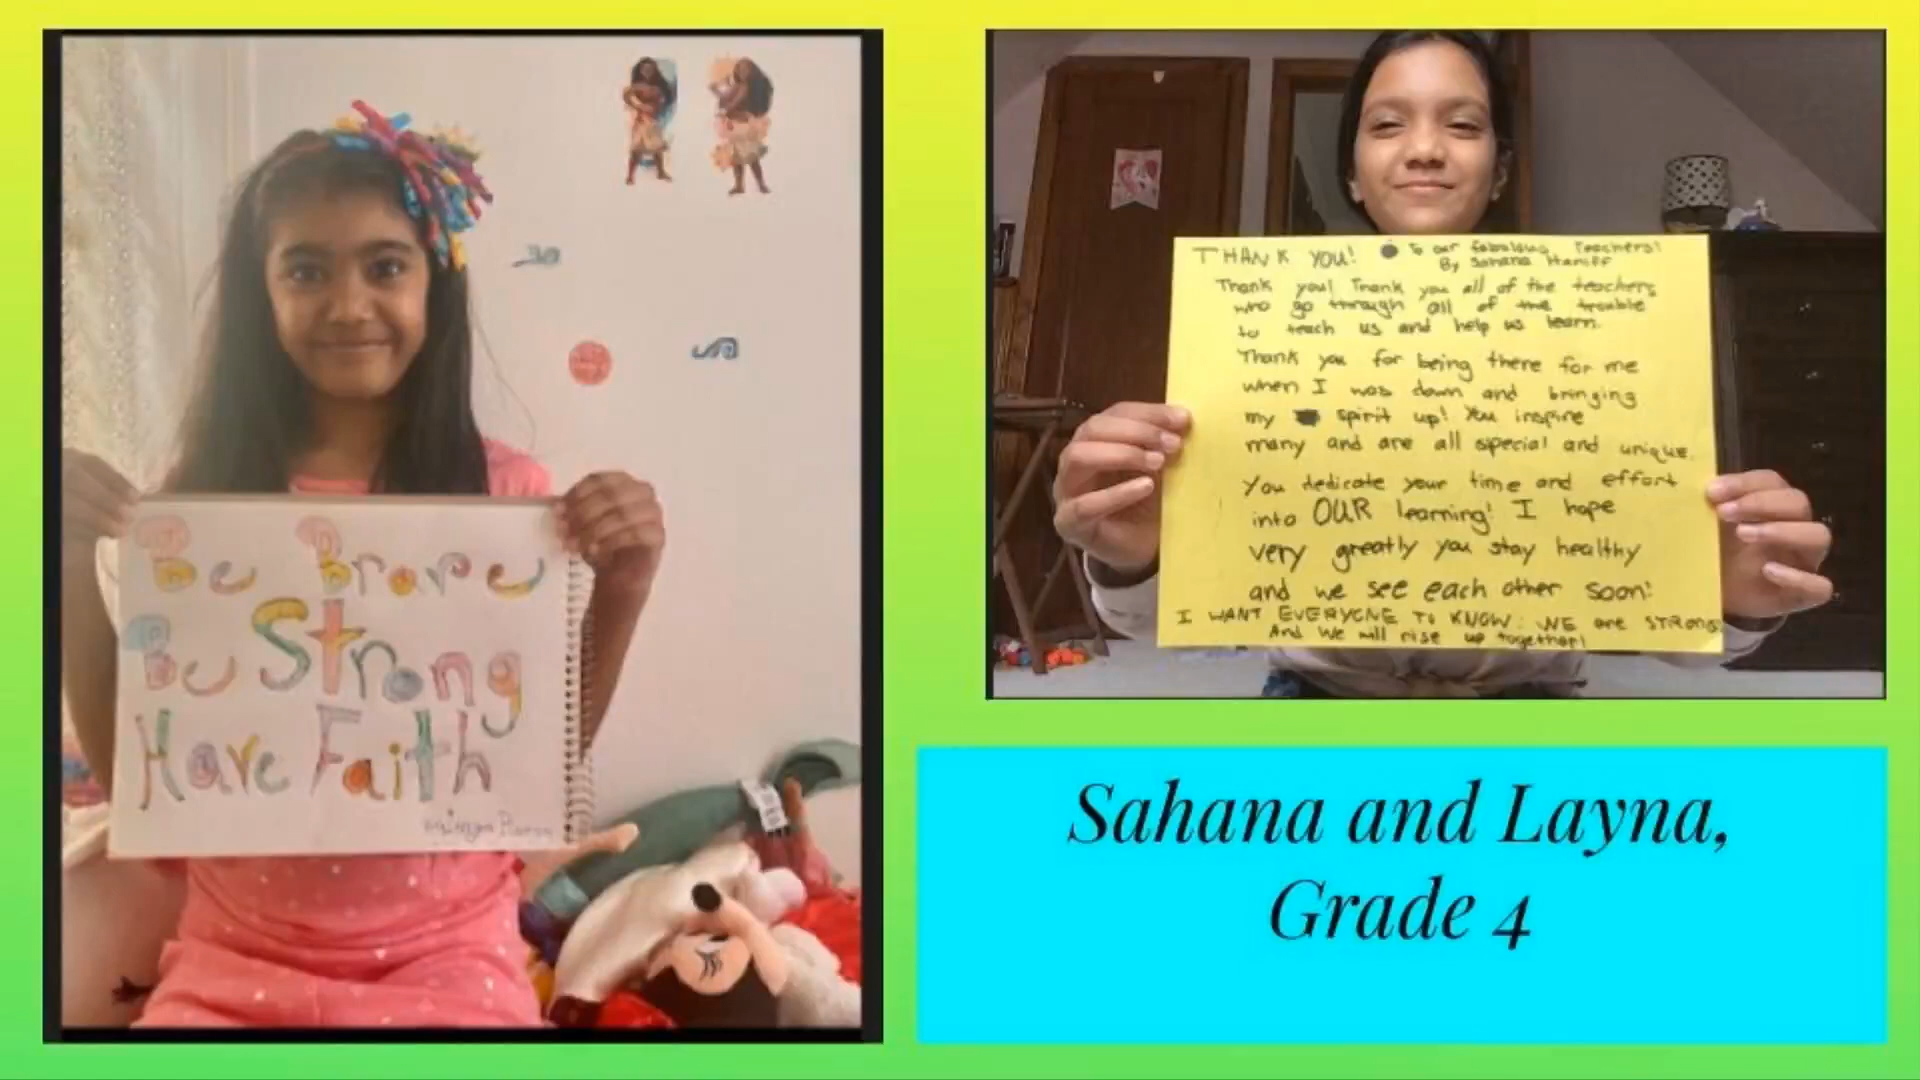 Be Brave
Be Strong
Have Faith
THANK YOU! To our fabulous Teachers!
By Sahana Haniff
Thank you! Thank you all of the teachers
who go through all of the trouble
to teach us and help us learn.
Thank you for being there for me
when I was down and bringing
my spirit up! You inspire
many and are all special and unique.
You dedicate your time and effort
into OUR learning! I hope
very greatly you stay healthy
and we see each other soon!
I WANT EVERYONE TO KNOW: WE are STRONG!
And we will rise up together!
Sahana and Layna,
Grade 4